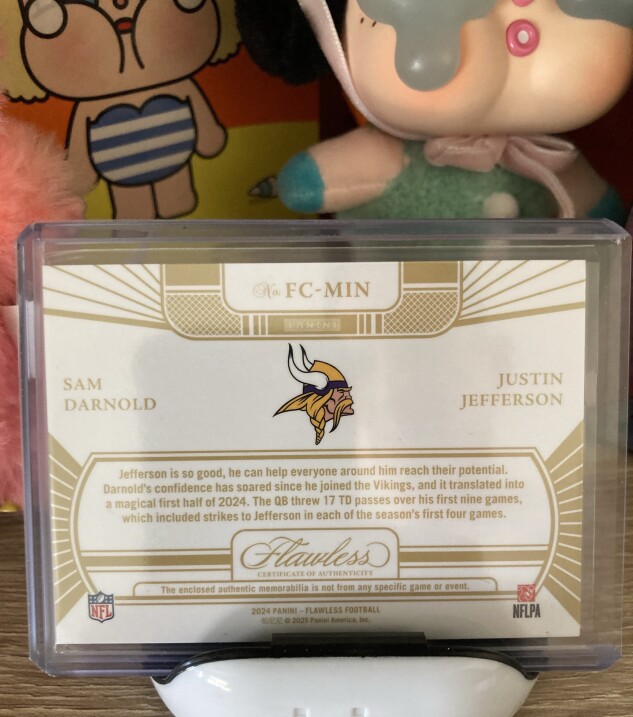 No. FC-MIN
PANINI
SAM
DARNOLD
JUSTIN
JEFFERSON
Jefferson is so good, he can help everyone around him reach their potential.
Darnold's confidence has soared since he joined the Vikings, and it translated into
a magical first half of 2024. The QB threw 17 TD passes over his first nine games,
which included strikes to Jefferson in each of the season's first four games.
Flawless
CERTIFICATE OF AUTHENTICITY
The enclosed authentic memorabilia is not from any specific game or event.
NFL
2024 PANINI – FLAWLESS FOOTBALL
© 2025 Panini America, Inc.
NFLPA